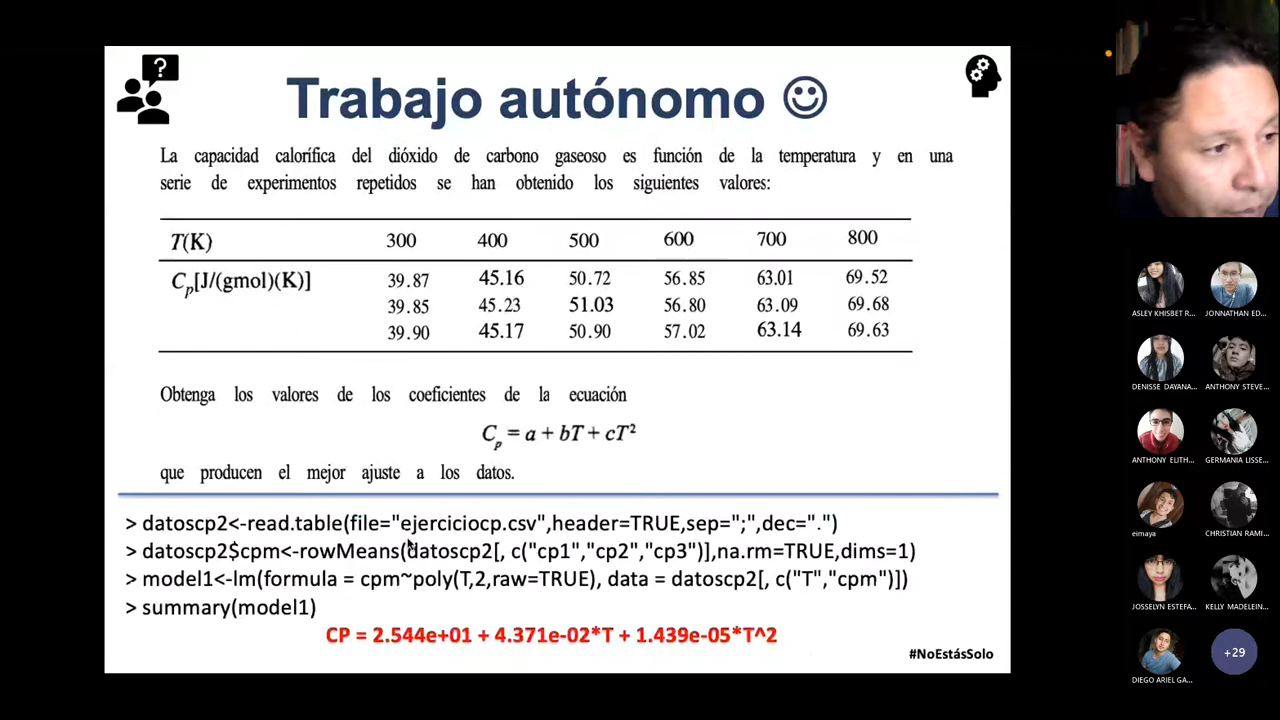 ?
Trabajo autónomo
La capacidad calorífica del dióxido de carbono gaseoso es función de la temperatura y en una
serie de experimentos repetidos se han obtenido los siguientes valores:
T(K) 300 400 500 600 700 800
Cp[J/(gmol)(K)] 39.87 45.16 50.72 56.85 63.01 69.52
39.85 45.23 51.03 56.80 63.09 69.68
39.90 45.17 50.90 57.02 63.14 69.63
Obtenga los valores de los coeficientes de la ecuación
Cp = a + bT + cT²
que producen el mejor ajuste a los datos.
> datoscp2<-read.table(file="ejerciciocp.csv",header=TRUE,sep=";",dec=".")
> datoscp2$cpm<-rowMeans(datoscp2[, c("cp1","cp2","cp3")],na.rm=TRUE,dims=1)
> model1<-lm(formula = cpm~poly(T,2,raw=TRUE), data = datoscp2[, c("T","cpm")])
> summary(model1)
CP = 2.544e+01 + 4.371e-02*T + 1.439e-05*T^2
#NoEstásSolo
ASLEY KHISBET R...
JONNATHAN ED...
DENISSE DAYANA...
ANTHONY STEVE...
ANTHONY ELITH...
GERMANIA LISSE...
eimaya
CHRISTIAN RAMI...
JOSSELYN ESTEFA...
KELLY MADELEIN...
DIEGO ARIEL GA...
+29